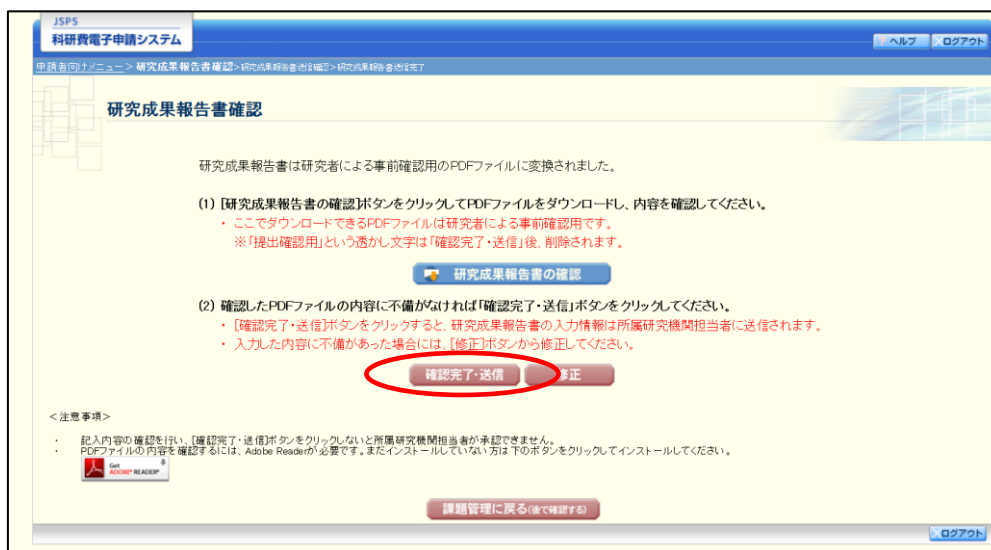 JSPS
科研費電子申請システム
ヘルプ
ログアウト
申請者向けメニュー>研究成果報告書確認>研究成果報告書送信確認>研究成果報告書送信完了
研究成果報告書確認
研究成果報告書は研究者による事前確認用のPDFファイルに変換されました。
(1) [研究成果報告書の確認]ボタンをクリックしてPDFファイルをダウンロードし、内容を確認してください。
・ ここでダウンロードできるPDFファイルは研究者による事前確認用です。
※「提出確認用」という透かし文字は「確認完了・送信」後、削除されます。
研究成果報告書の確認
(2) 確認したPDFファイルの内容に不備がなければ「確認完了・送信」ボタンをクリックしてください。
・ [確認完了・送信]ボタンをクリックすると、研究成果報告書の入力情報は所属研究機関担当者に送信されます。
・ 入力した内容に不備があった場合には、[修正]ボタンから修正してください。
確認完了・送信
修正
<注意事項>
・ 記入内容の確認を行い、[確認完了・送信]ボタンをクリックしないと所属研究機関担当者が承認できません。
・ PDFファイルの内容を確認するには、Adobe Readerが必要です。まだインストールしていない方は下のボタンをクリックしてインストールしてください。
Get
ADOBE® READER®
課題管理に戻る(後で確認する)
ログアウト